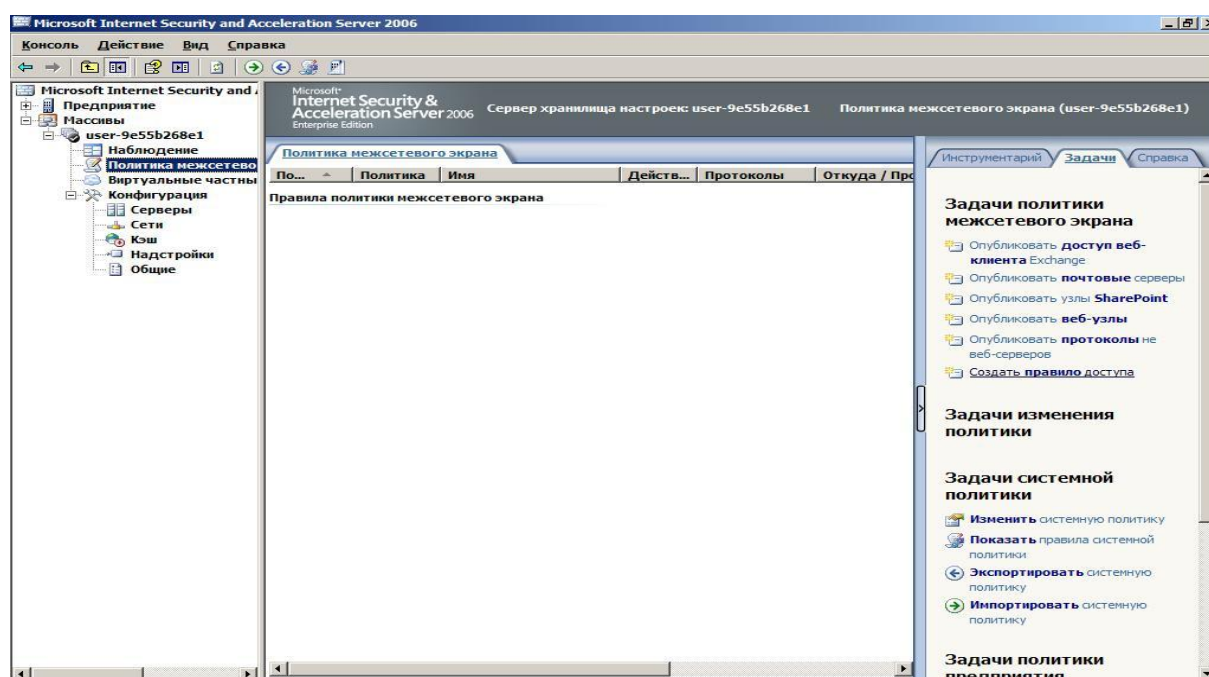 Microsoft Internet Security and Acceleration Server 2006
Консоль Действие Вид Справка
Microsoft Internet Security and
Предприятие
Массивы
user-9e55b268e1
Наблюдение
Политика межсетево
Виртуальные частны
Конфигурация
Серверы
Сети
Кэш
Надстройки
Общие
Microsoft
Internet Security &
Acceleration Server 2006
Enterprise Edition
Сервер хранилища настроек: user-9e55b268e1 Политика межсетевого экрана (user-9e55b268e1)
Политика межсетевого экрана
По... Политика Имя Действ... Протоколы Откуда / Про
Правила политики межсетевого экрана
Инструментарий Задачи Справка
Задачи политики
межсетевого экрана
Опубликовать доступ веб-
клиента Exchange
Опубликовать почтовые серверы
Опубликовать узлы SharePoint
Опубликовать веб-узлы
Опубликовать протоколы не
веб-серверов
Создать правило доступа
Задачи изменения
политики
Задачи системной
политики
Изменить системную политику
Показать правила системной
политики
Экспортировать системную
политику
Импортировать системную
политику
Задачи политики
предприятия